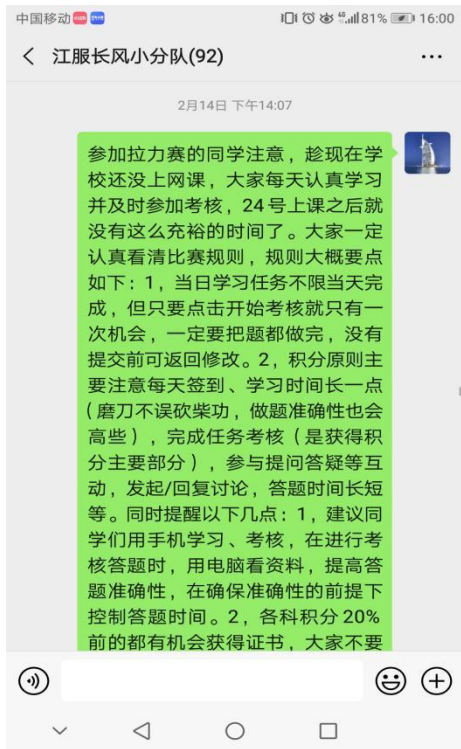 中国移动
81% 16:00
江服长风小分队(92)
2月14日 下午14:07
参加拉力赛的同学注意，趁现在学
校还没上网课，大家每天认真学习
并及时参加考核，24号上课之后就
没有这么充裕的时间了。大家一定
认真看清比赛规则，规则大概要点
如下：1，当日学习任务不限当天完
成，但只要点击开始考核就只有一
次机会，一定要把题都做完，没有
提交前可返回修改。2，积分原则主
要注意每天签到、学习时间长一点
（磨刀不误砍柴功，做题准确性也会
高些），完成任务考核（是获得积
分主要部分），参与提问答疑等互
动，发起/回复讨论，答题时间长短
等。同时提醒以下几点：1，建议同
学们用手机学习、考核，在进行考
核答题时，用电脑看资料，提高答
题准确性，在确保准确性的前提下
控制答题时间。2，各科积分20%
前的都有机会获得证书，大家不要